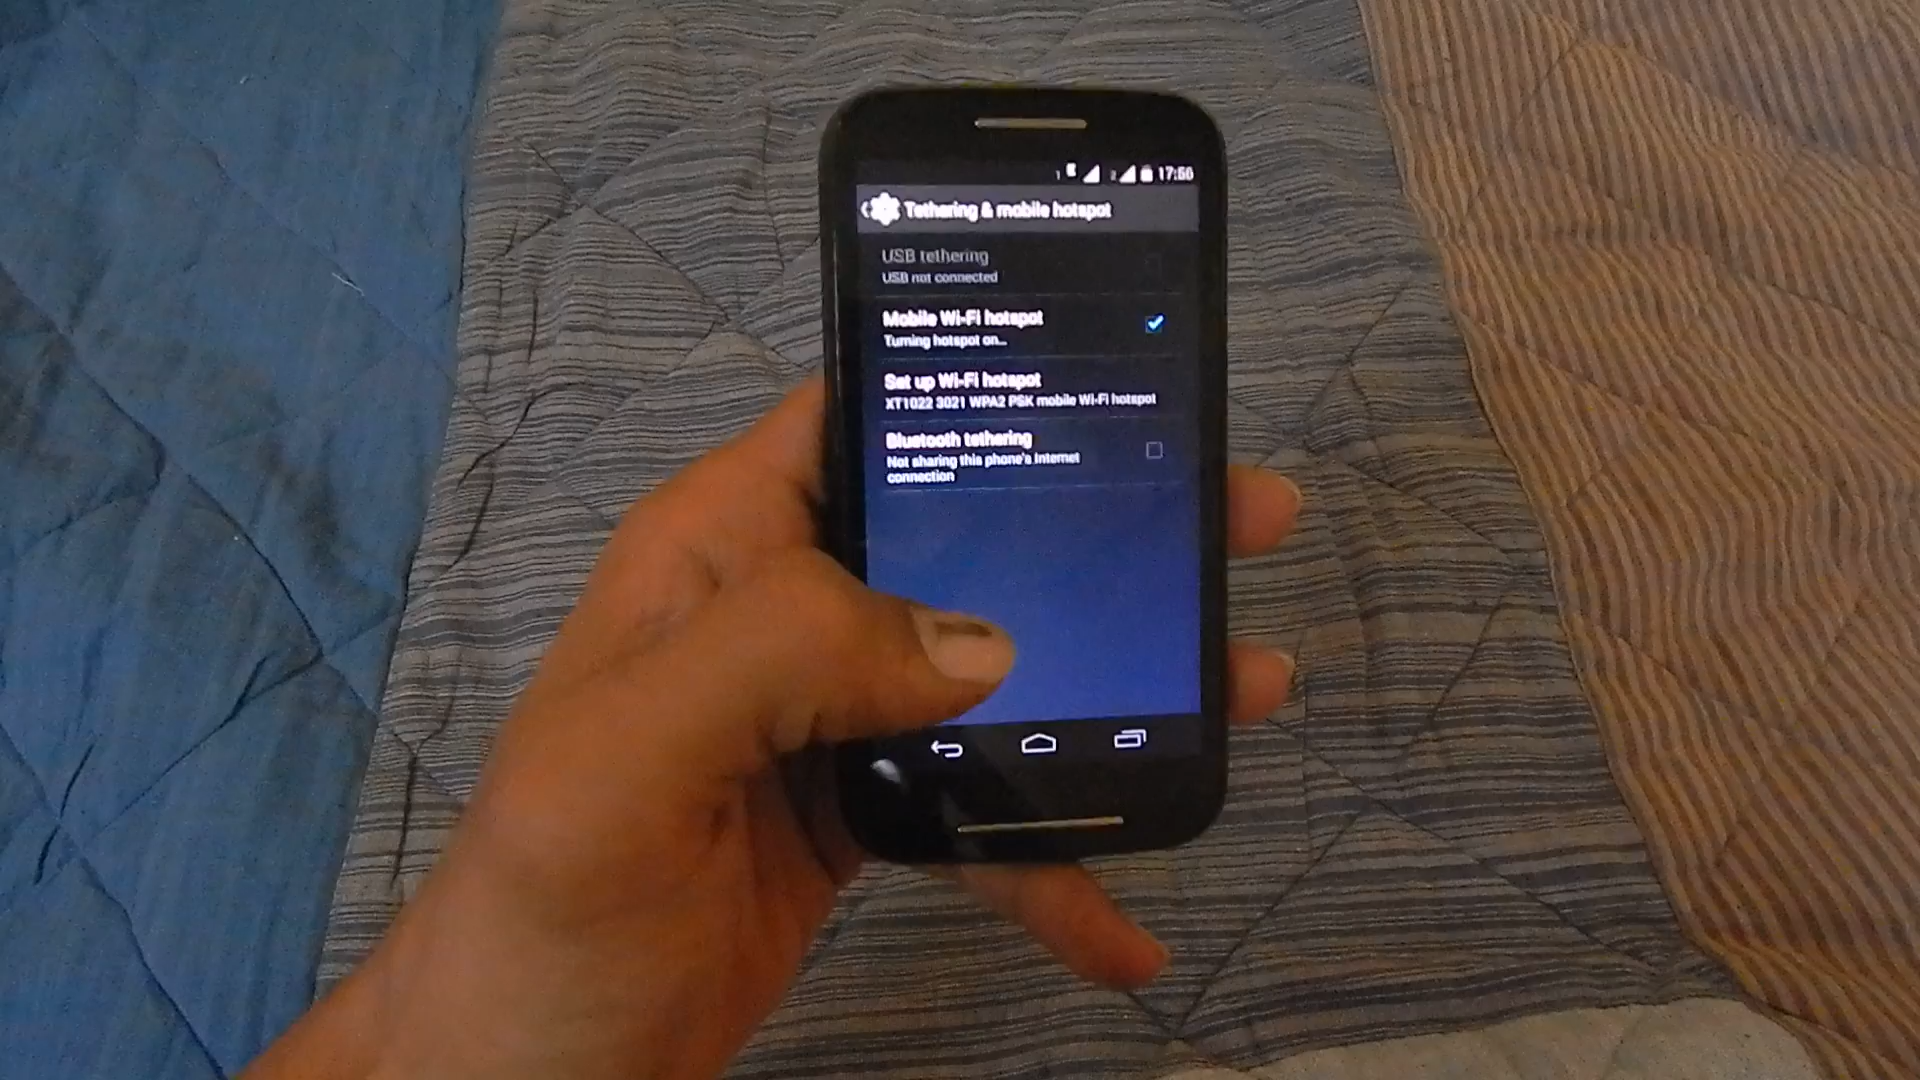 1 2 17:56
Tethering & mobile hotspot
USB tethering
USB not connected
Mobile Wi-Fi hotspot
Turning hotspot on...
Set up Wi-Fi hotspot
XT1022 3021 WPA2 PSK mobile Wi-Fi hotspot
Bluetooth tethering
Not sharing this phone's Internet
connection